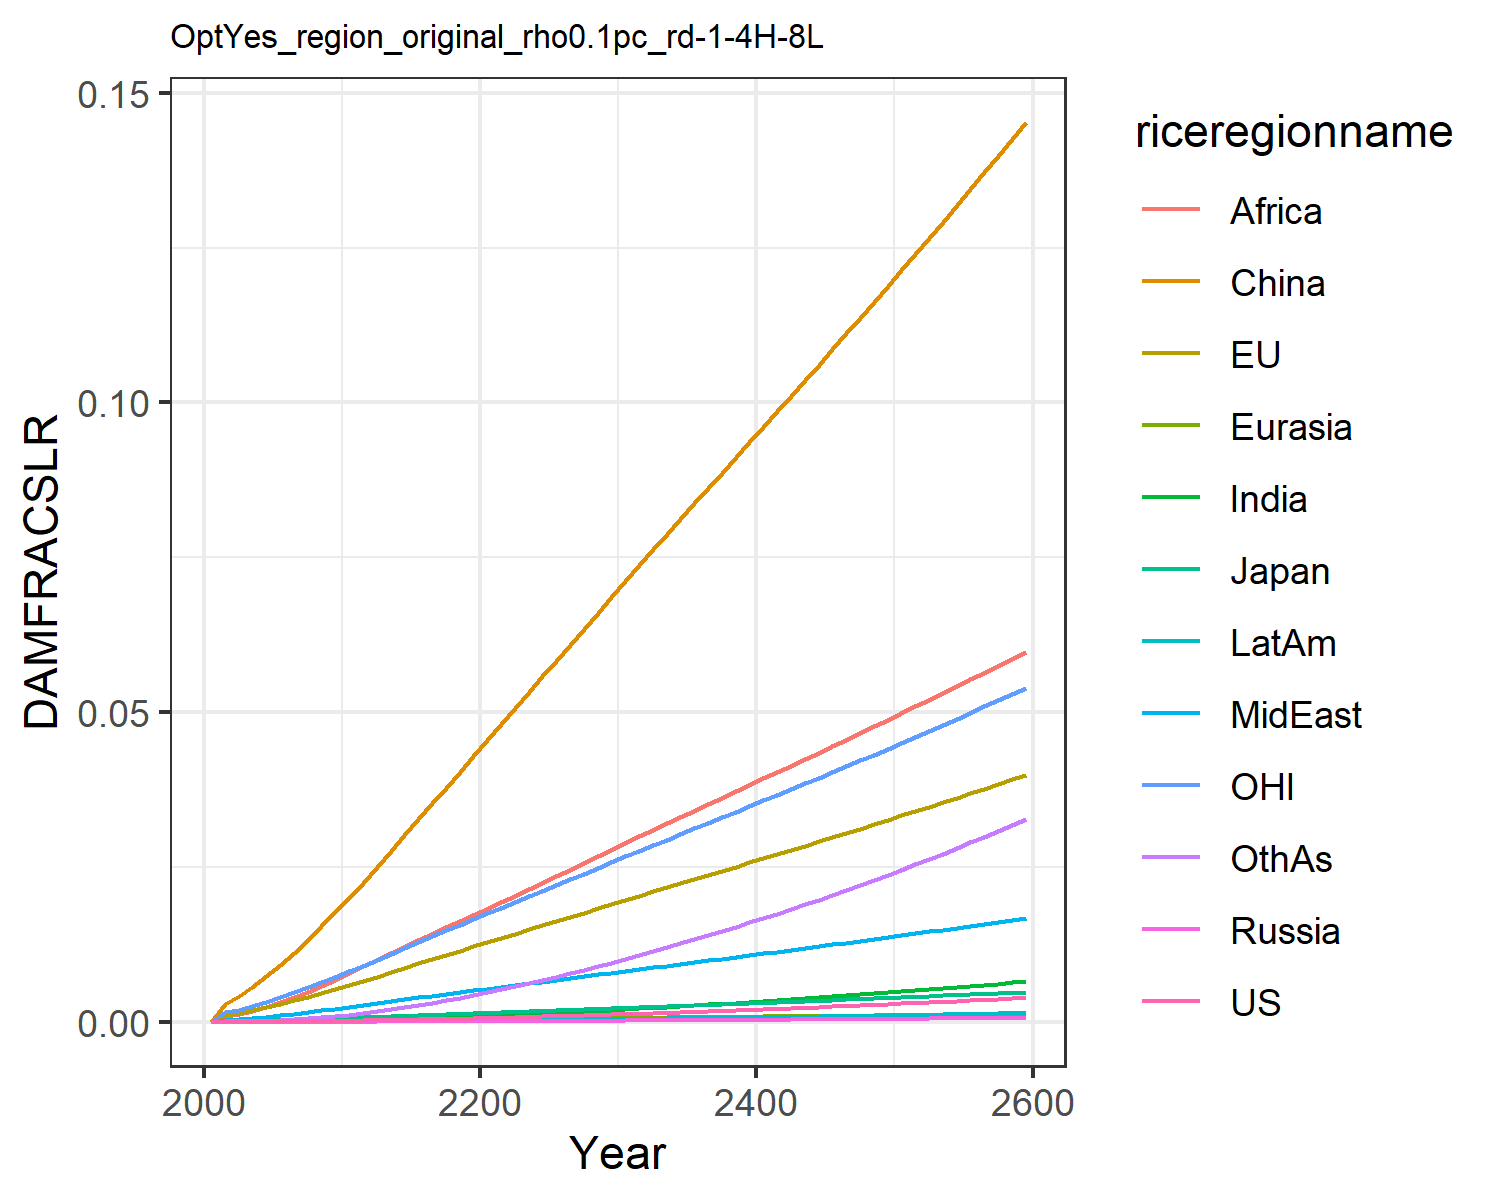 OptYes_region_original_rho0.1pc_rd-1-4H-8L
0.15
0.10
0.05
0.00
DAMFRACSLR
2000 2200 2400 2600
Year
riceregionname
Africa
China
EU
Eurasia
India
Japan
LatAm
MidEast
OHI
OthAs
Russia
US